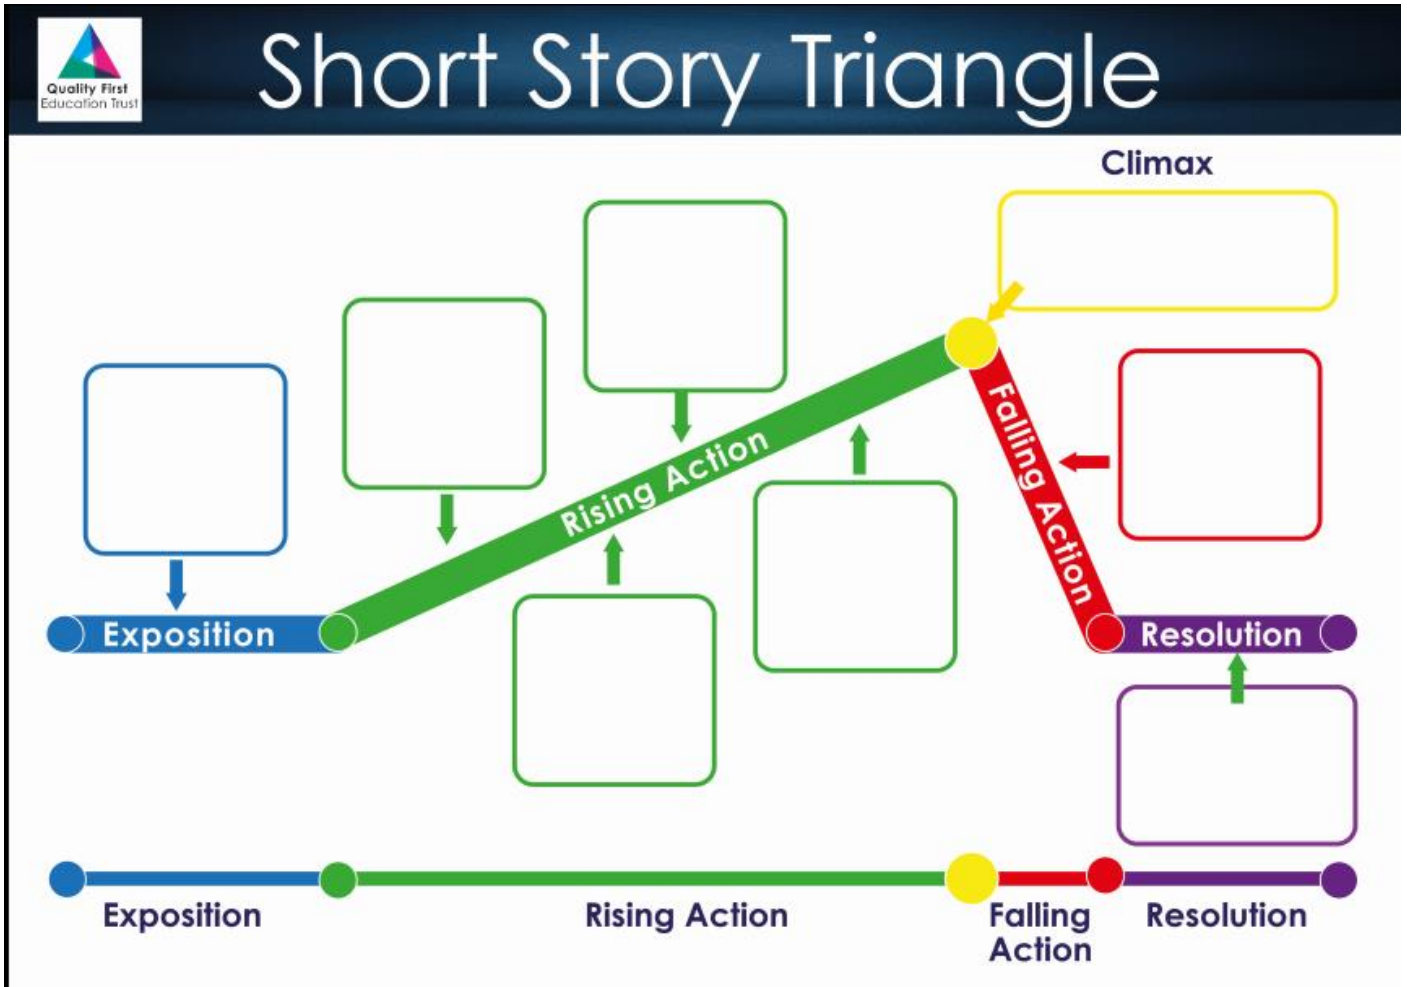 Quality First
Education Trust
Short Story Triangle
Climax
Rising Action
Falling Action
Exposition
Resolution
Exposition
Rising Action
Falling
Action
Resolution